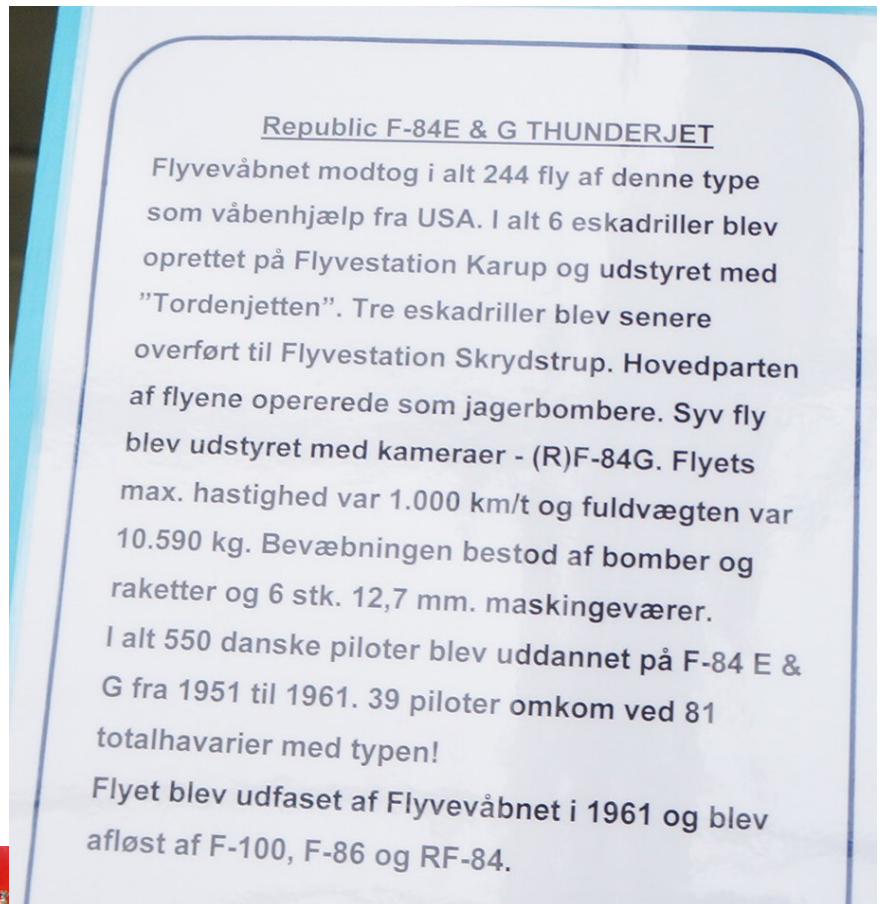 Republic F-84E & G THUNDERJET
Flyvevåbnet modtog i alt 244 fly af denne type
som våbenhjælp fra USA. I alt 6 eskadriller blev
oprettet på Flyvestation Karup og udstyret med
”Tordenjetten”. Tre eskadriller blev senere
overført til Flyvestation Skrydstrup. Hovedparten
af flyene opererede som jagerbombere. Syv fly
blev udstyret med kameraer - (R)F-84G. Flyets
max. hastighed var 1.000 km/t og fuldvægten var
10.590 kg. Bevæbningen bestod af bomber og
raketter og 6 stk. 12,7 mm. maskingeværer.
I alt 550 danske piloter blev uddannet på F-84 E &
G fra 1951 til 1961. 39 piloter omkom ved 81
totalhavarier med typen!
Flyet blev udfaset af Flyvevåbnet i 1961 og blev
afløst af F-100, F-86 og RF-84.